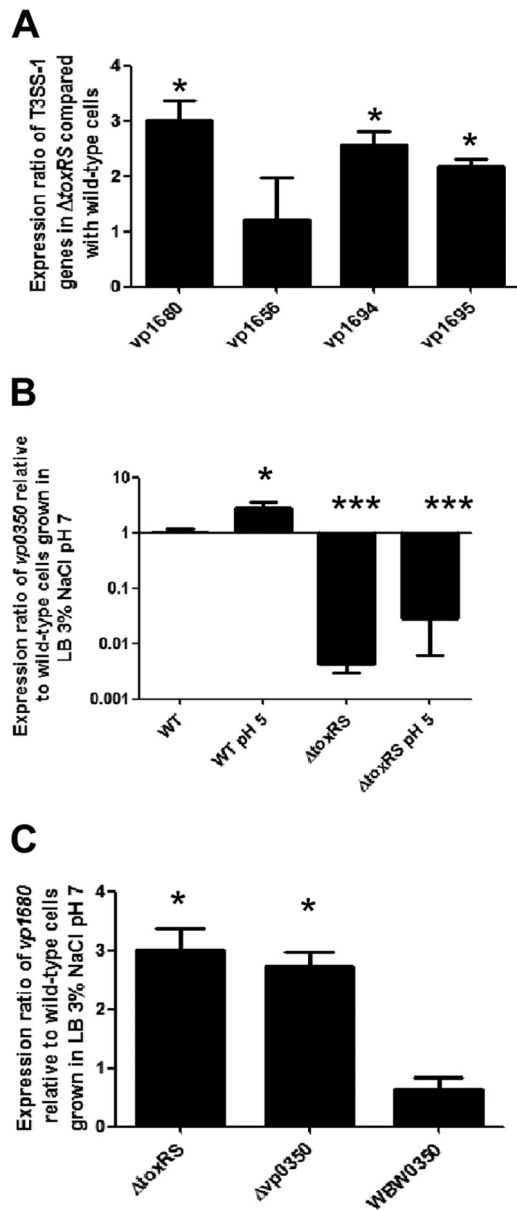 A
Expression ratio of T3SS-1
genes in ΔtoxRS compared
with wild-type cells
4
3
2
1
0
*
*
*
vp1680
vp1656
vp1694
vp1695
B
Expression ratio of vp0350 relative
to wild-type cells grown in
LB 3% NaCl pH 7
10
1
0.1
0.01
0.001
*
***
***
WT
WT pH 5
ΔtoxRS
ΔtoxRS pH 5
C
Expression ratio of vp1680
relative to wild-type cells
grown in LB 3% NaCl pH 7
4
3
2
1
0
*
*
ΔtoxRS
Δvp0350
WBW0350